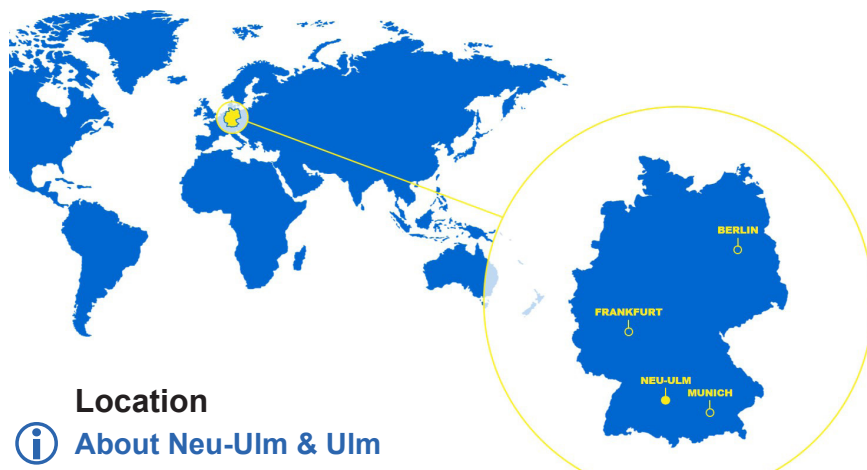 BERLIN
FRANKFURT
NEU-ULM
MUNICH
Location
About Neu-Ulm & Ulm